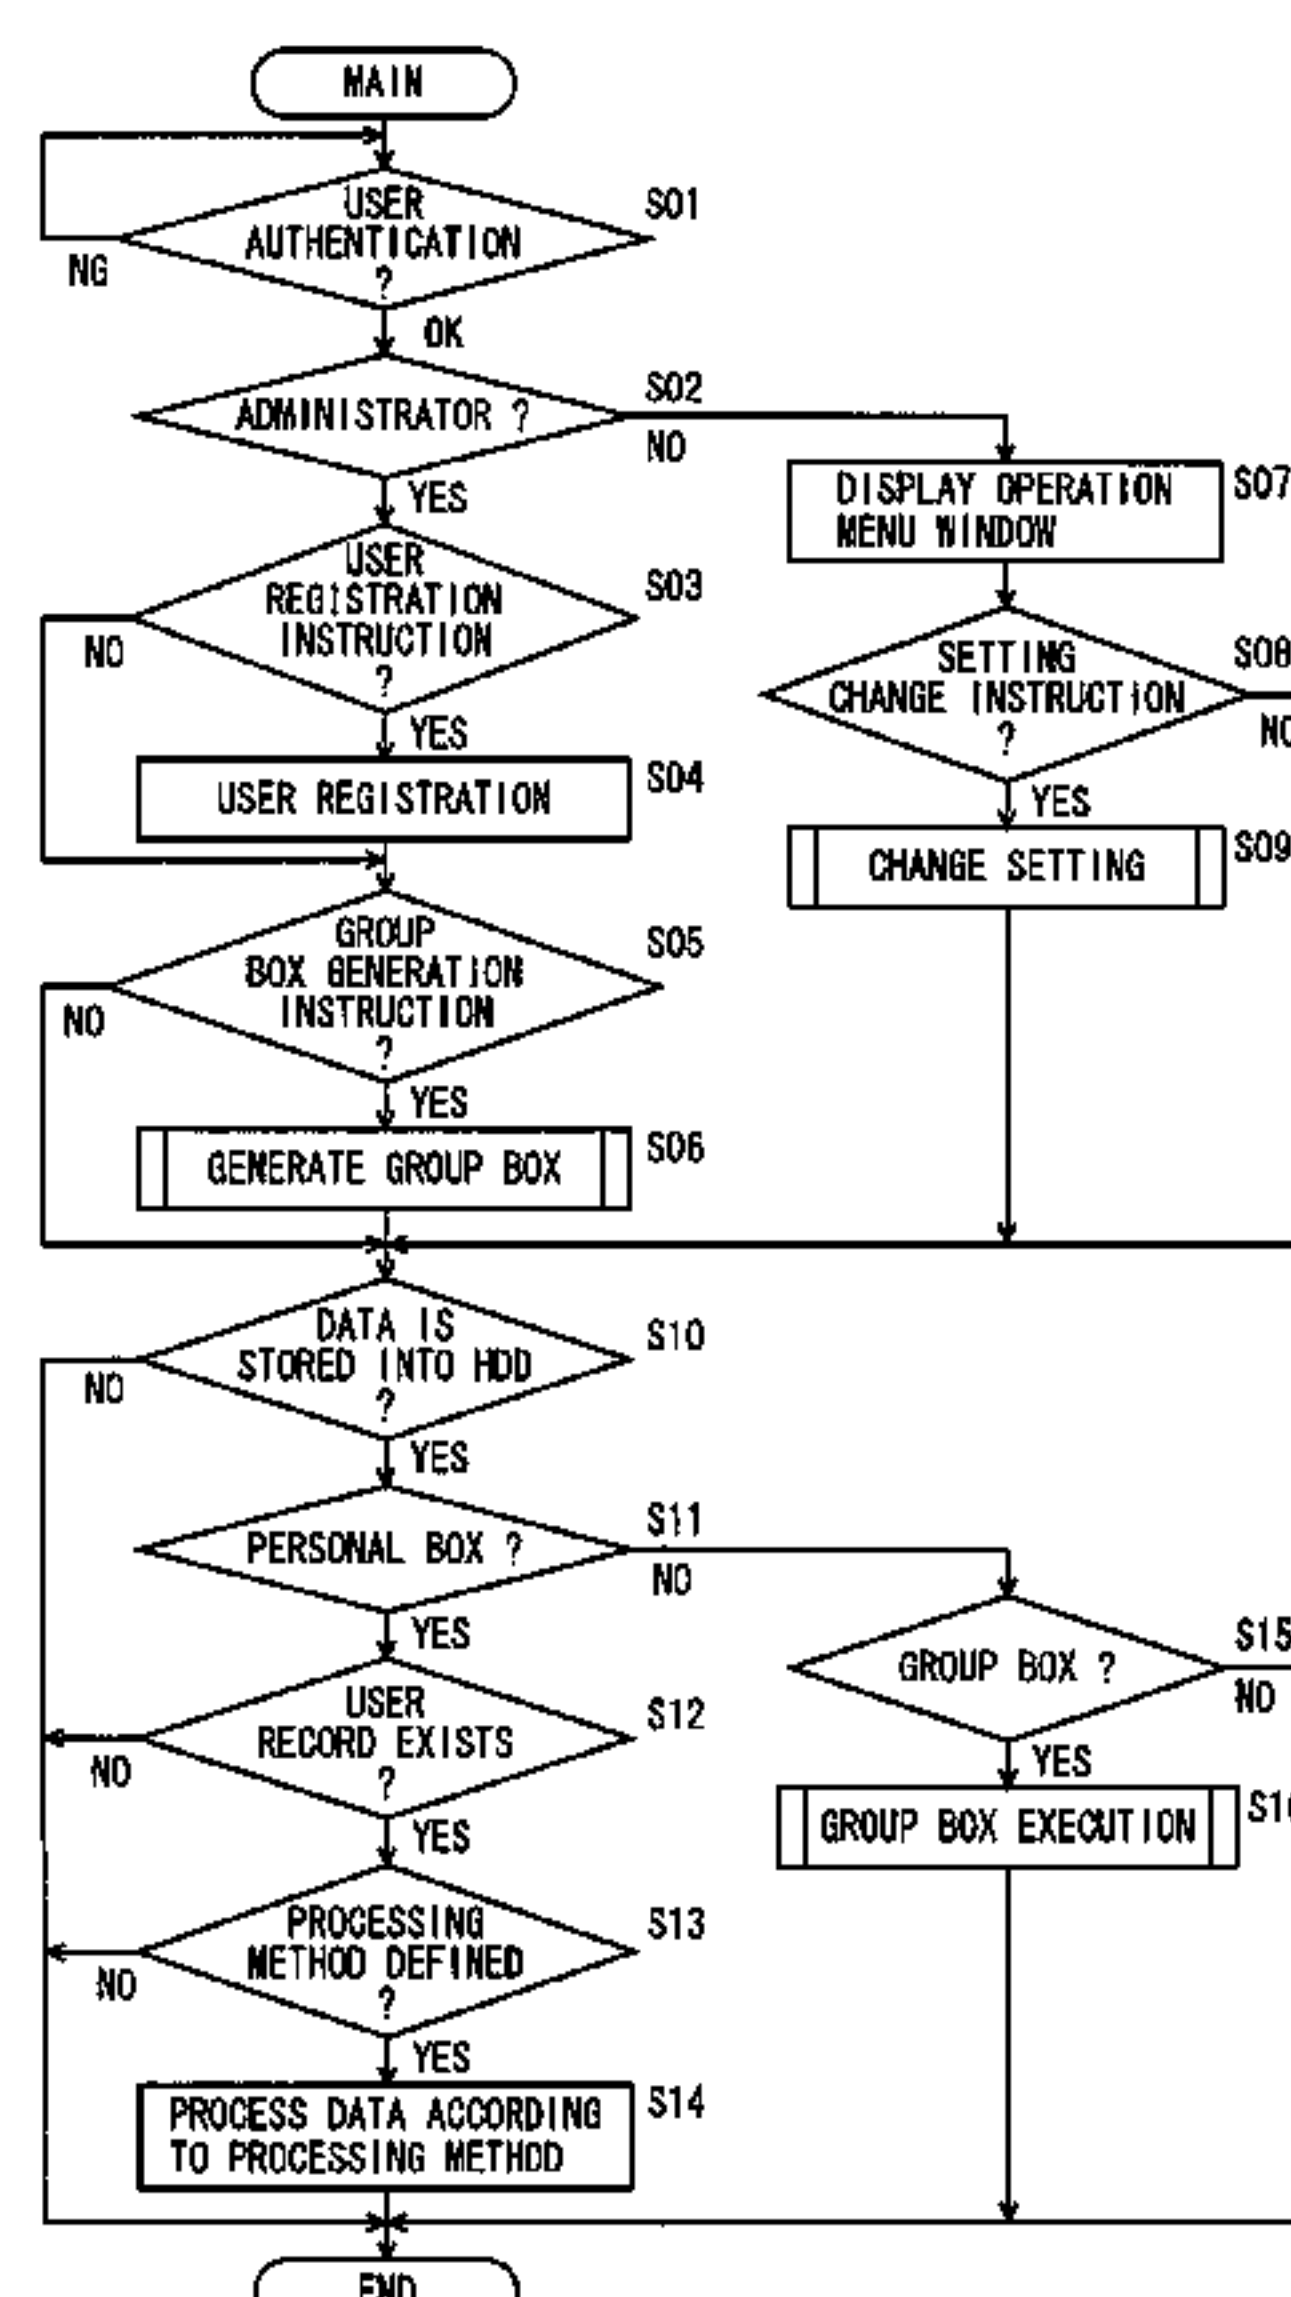 MAIN
USER
AUTHENTICATION
?
S01
NG
OK
ADMINISTRATOR ?
S02
NO
YES
USER
REGISTRATION
INSTRUCTION
?
S03
NO
YES
USER REGISTRATION
S04
GROUP
BOX GENERATION
INSTRUCTION
?
S05
NO
YES
GENERATE GROUP BOX
S06
DISPLAY OPERATION
MENU WINDOW
S07
SETTING
CHANGE INSTRUCTION
?
S08
NO
YES
CHANGE SETTING
S09
DATA IS
STORED INTO HDD
?
S10
NO
YES
PERSONAL BOX ?
S11
NO
YES
USER
RECORD EXISTS
?
S12
NO
YES
PROCESSING
METHOD DEFINED
?
S13
NO
YES
PROCESS DATA ACCORDING
TO PROCESSING METHOD
S14
GROUP BOX ?
S15
NO
YES
GROUP BOX EXECUTION
S16
END